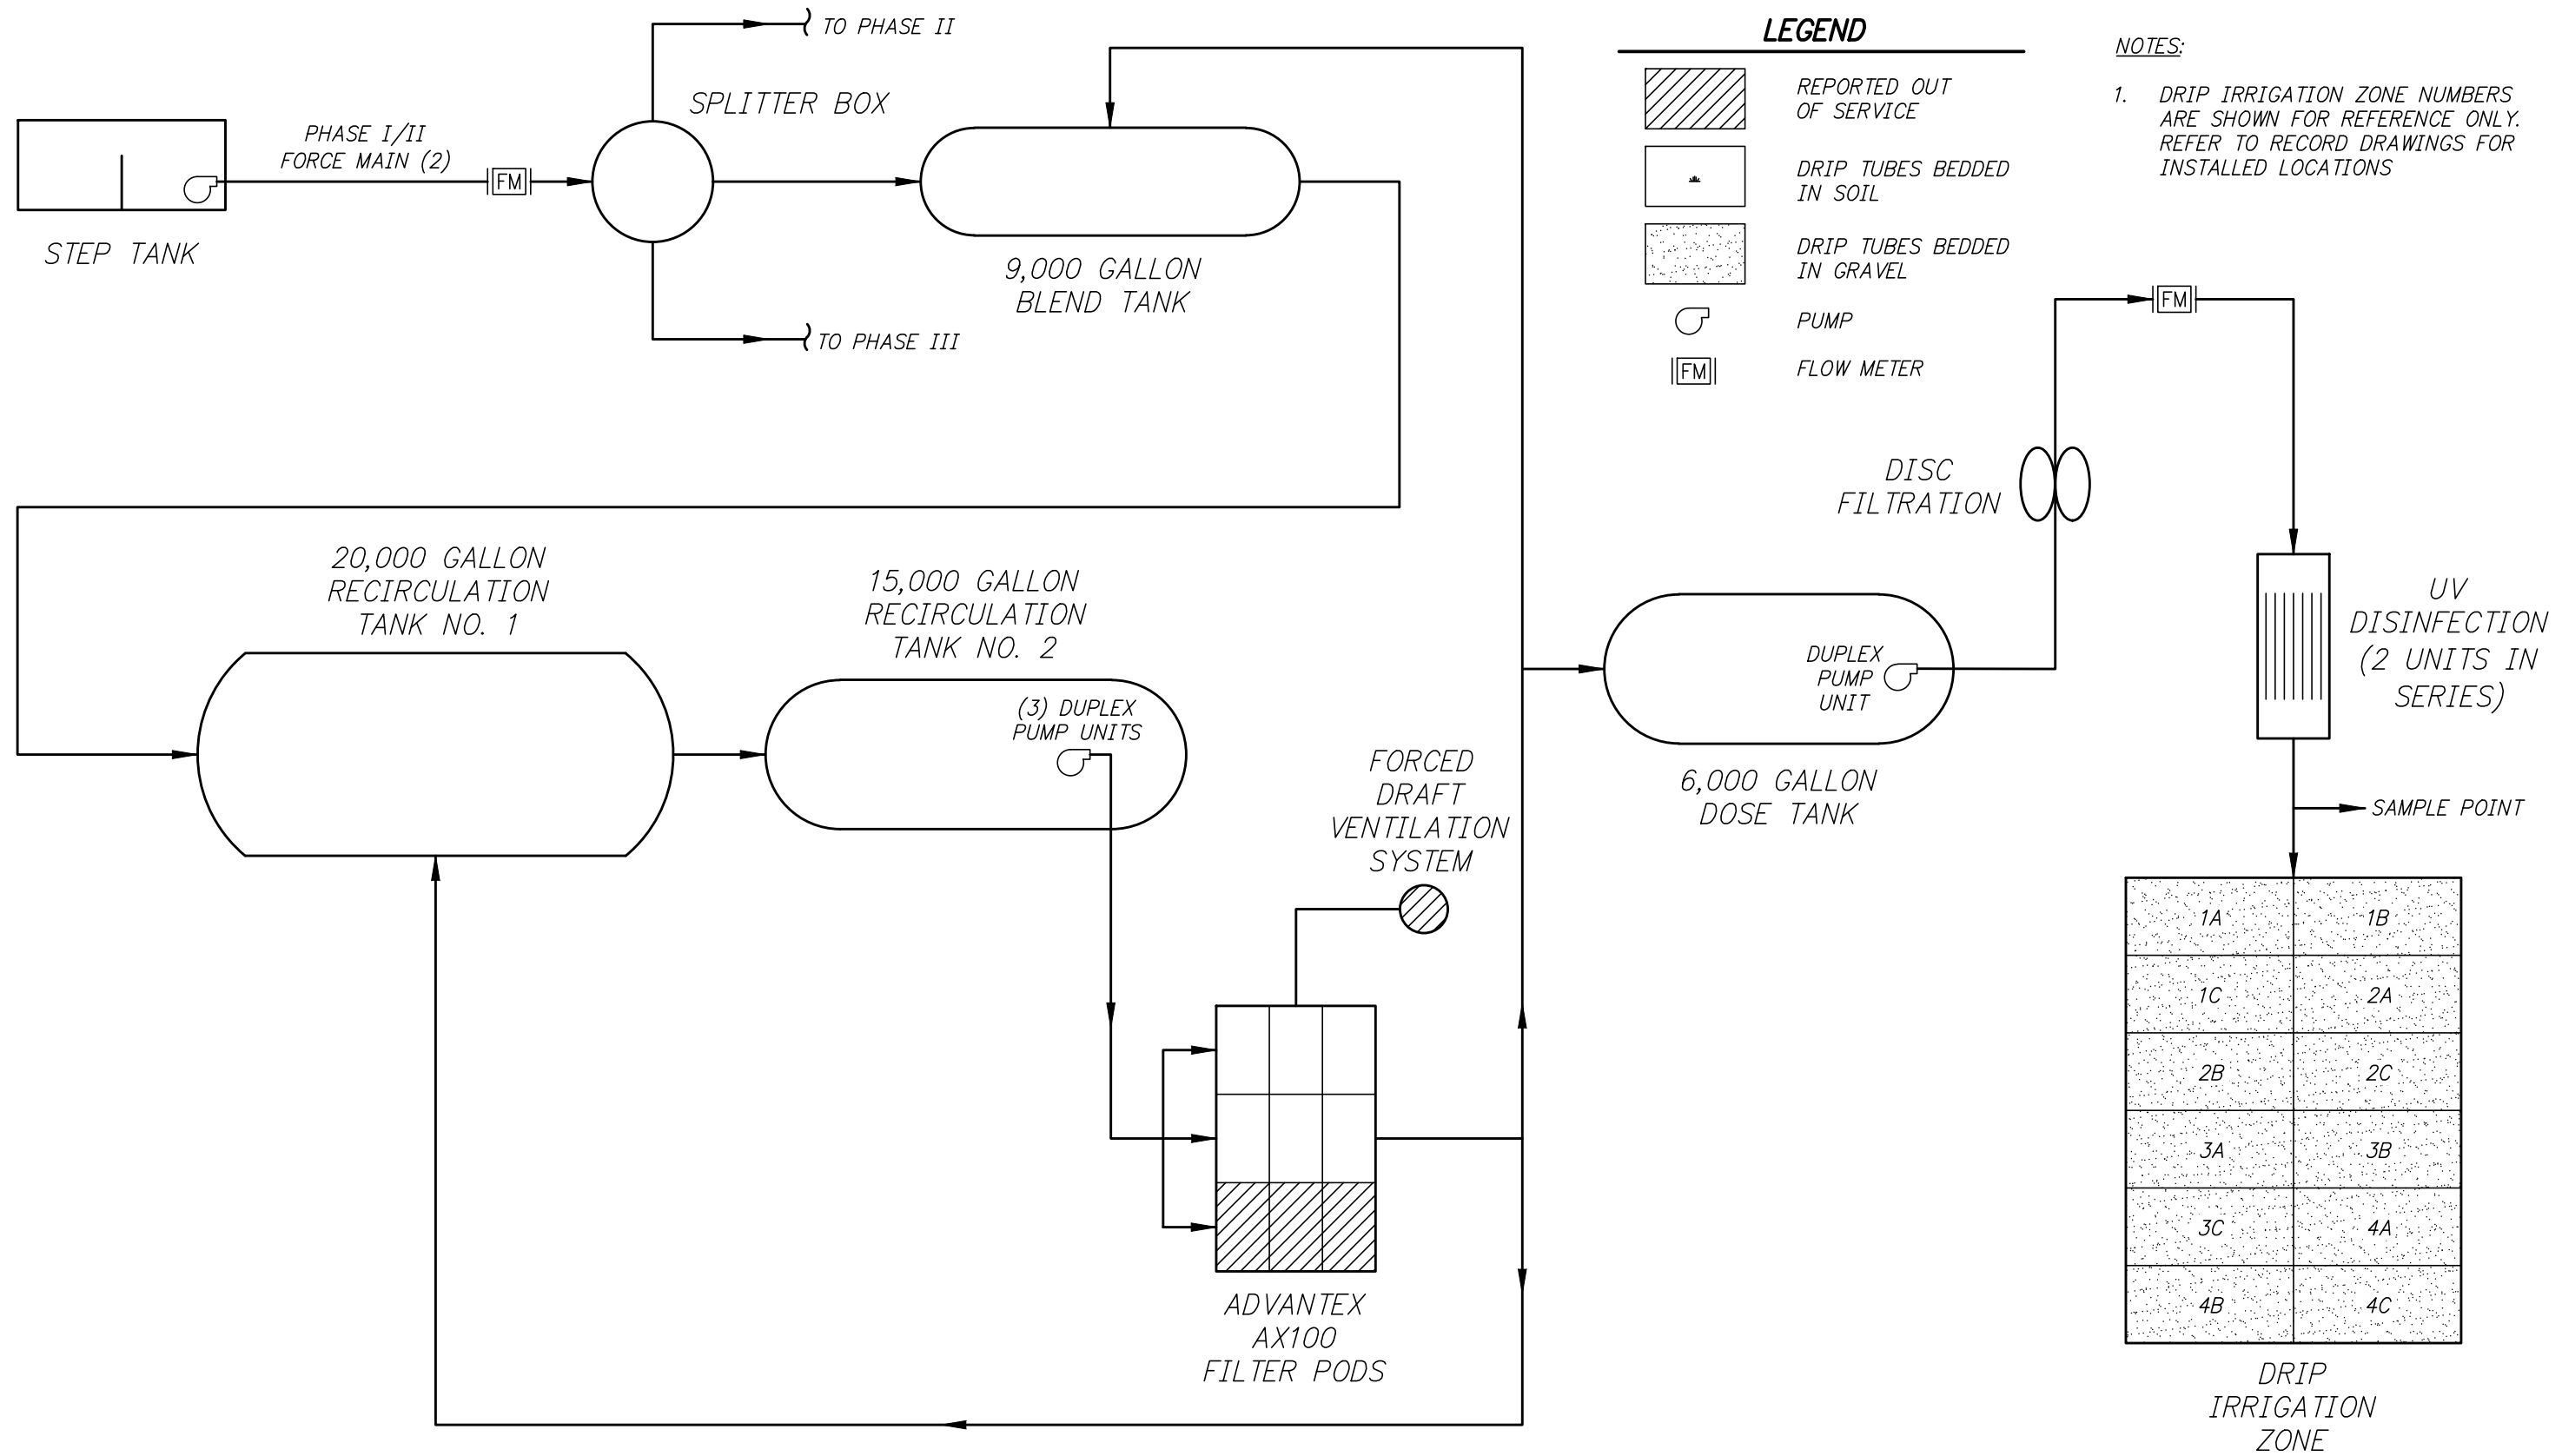 TO PHASE II
SPLITTER BOX
PHASE I/II
FORCE MAIN (2)
FM
STEP TANK
9,000 GALLON
BLEND TANK
TO PHASE III
LEGEND
REPORTED OUT
OF SERVICE
DRIP TUBES BEDDED
IN SOIL
DRIP TUBES BEDDED
IN GRAVEL
PUMP
FM
FLOW METER
NOTES:
1. DRIP IRRIGATION ZONE NUMBERS
ARE SHOWN FOR REFERENCE ONLY.
REFER TO RECORD DRAWINGS FOR
INSTALLED LOCATIONS
FM
DISC
FILTRATION
20,000 GALLON
RECIRCULATION
TANK NO. 1
15,000 GALLON
RECIRCULATION
TANK NO. 2
(3) DUPLEX
PUMP UNITS
FORCED
DRAFT
VENTILATION
SYSTEM
DUPLEX
PUMP
UNIT
6,000 GALLON
DOSE TANK
UV
DISINFECTION
(2 UNITS IN
SERIES)
SAMPLE POINT
ADVANTEX
AX100
FILTER PODS
1A 1B
1C 2A
2B 2C
3A 3B
3C 4A
4B 4C
DRIP
IRRIGATION
ZONE